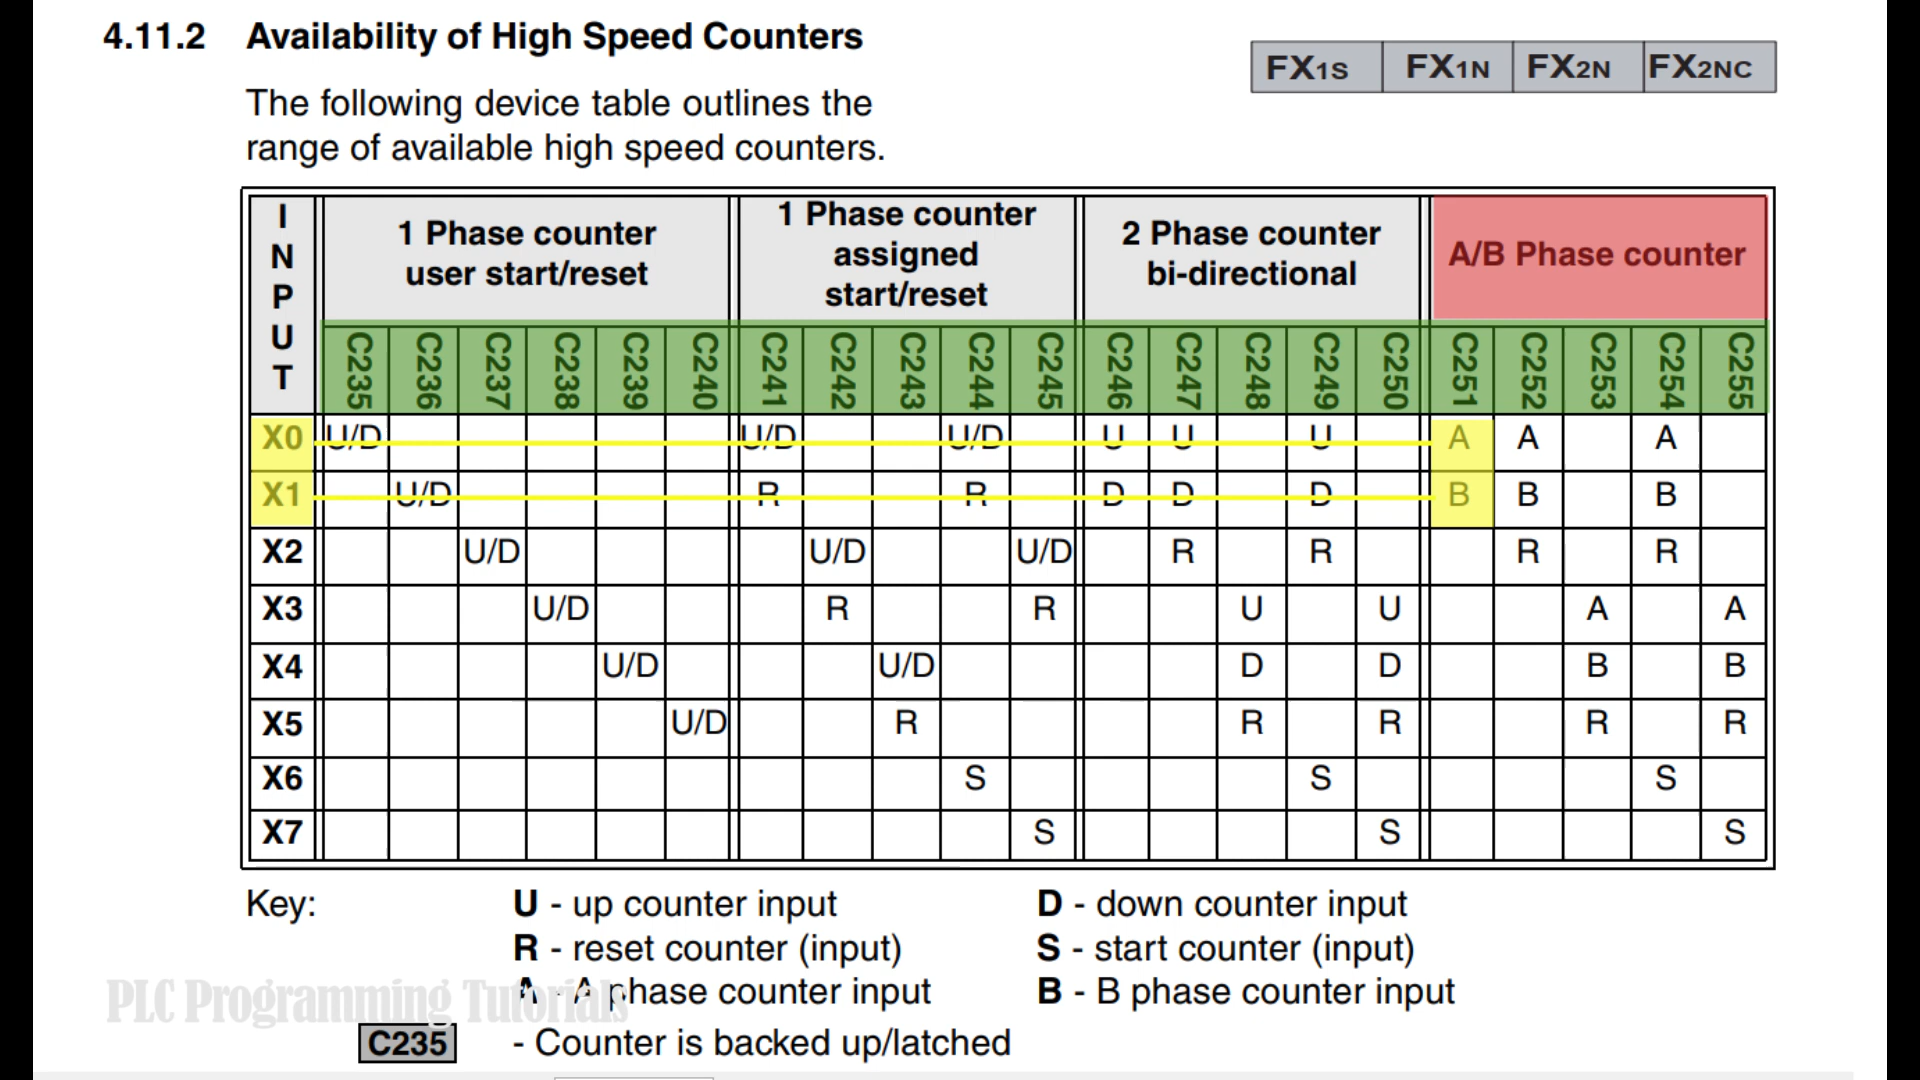 4.11.2 Availability of High Speed Counters
FX1S FX1N FX2N FX2NC
The following device table outlines the
range of available high speed counters.
INPUT
1 Phase counter
user start/reset
1 Phase counter
assigned
start/reset
2 Phase counter
bi-directional
A/B Phase counter
C235 C236 C237 C238 C239 C240 C241 C242 C243 C244 C245 C246 C247 C248 C249 C250 C251 C252 C253 C254 C255
X0 U/D U/D U/D U U U A A A
X1 U/D R R D D D B B B
X2 U/D U/D U/D R R R R
X3 U/D R R U U A A
X4 U/D U/D D D B B
X5 U/D R R R R R
X6 S S S
X7 S S S
Key:
U - up counter input D - down counter input
R - reset counter (input) S - start counter (input)
A - A phase counter input B - B phase counter input
PLC Programming Tutorials
C235 - Counter is backed up/latched